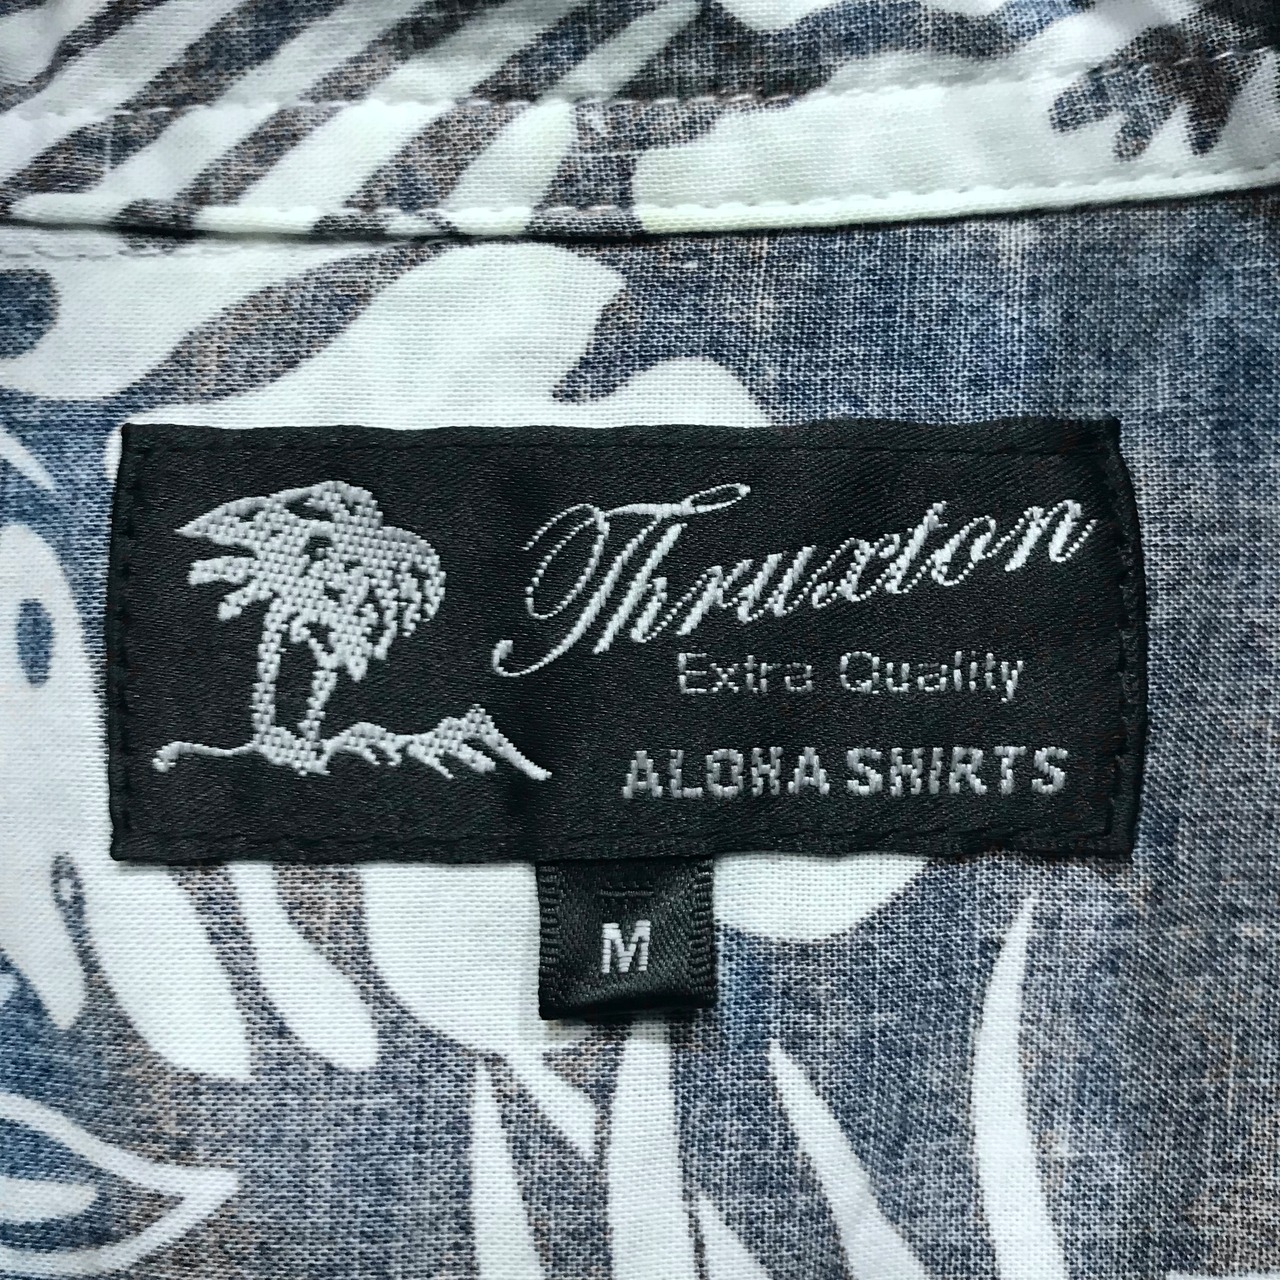 Thruxton
Extra Quality
ALOHA SHIRTS
M